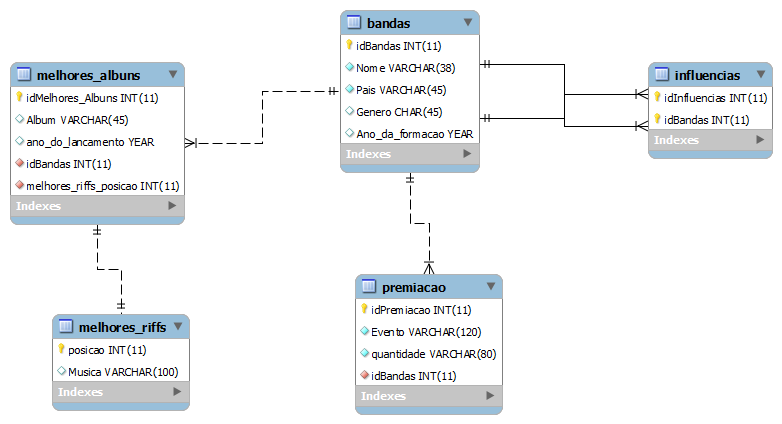 bandas
idBandas INT(11)
Nome VARCHAR(38)
Pais VARCHAR(45)
Genero CHAR(45)
Ano_da_formacao YEAR
Indexes
melhores_albuns
idMelhores_Albuns INT(11)
Album VARCHAR(45)
ano_do_lancamento YEAR
idBandas INT(11)
melhores_riffs_posicao INT(11)
Indexes
influencias
idInfluencias INT(11)
idBandas INT(11)
Indexes
premiacao
idPremiacao INT(11)
Evento VARCHAR(120)
quantidade VARCHAR(80)
idBandas INT(11)
Indexes
melhores_riffs
posicao INT(11)
Musica VARCHAR(100)
Indexes